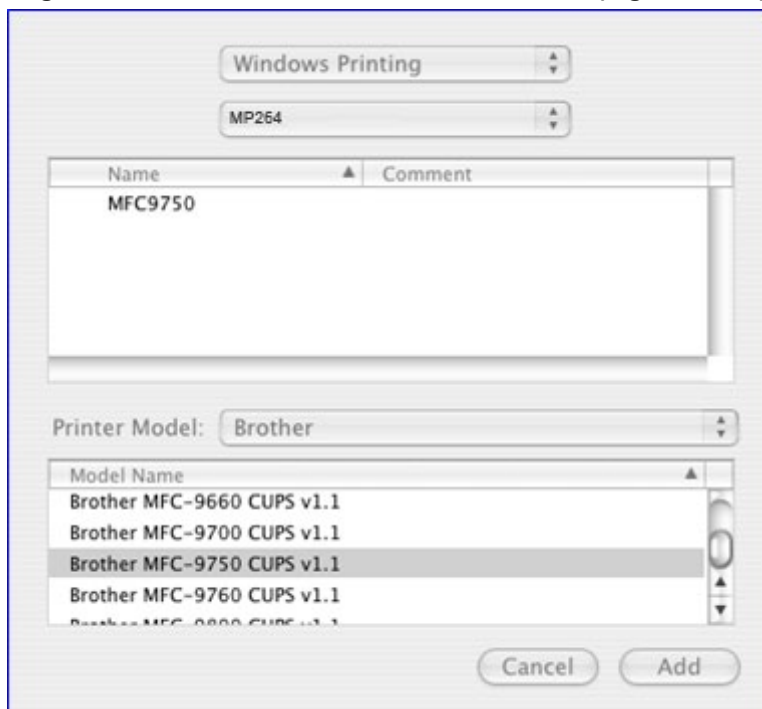 Windows Printing
MP264
Name Comment
MFC9750
Printer Model: Brother
Model Name
Brother MFC-9660 CUPS v1.1
Brother MFC-9700 CUPS v1.1
Brother MFC-9750 CUPS v1.1
Brother MFC-9760 CUPS v1.1
Cancel Add